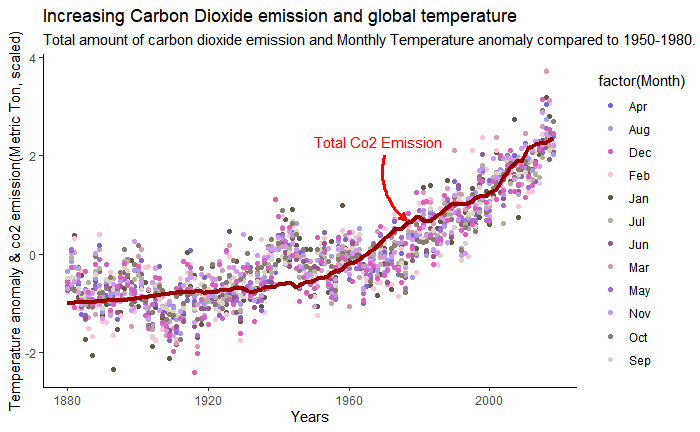 Increasing Carbon Dioxide emission and global temperature
Total amount of carbon dioxide emission and Monthly Temperature anomaly compared to 1950-1980.
Temperature anomaly & co2 emission(Metric Ton, scaled)
4
2
0
-2
Total Co2 Emission
1880
1920
1960
2000
Years
factor(Month)
Apr
Aug
Dec
Feb
Jan
Jul
Jun
Mar
May
Nov
Oct
Sep